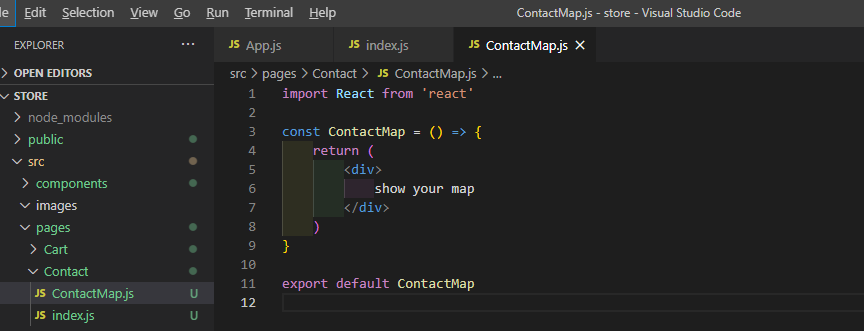 le Edit Selection View Go Run Terminal Help ContactMap.js - store - Visual Studio Code
EXPLORER ...
OPEN EDITORS
STORE
node_modules
public
src
components
images
pages
Cart
Contact
JS ContactMap.js U
JS index.js U
JS App.js JS index.js JS ContactMap.js ×
src > pages > Contact > JS ContactMap.js > ...
1 import React from 'react'
2
3 const ContactMap = () => {
4 return (
5 <div>
6 show your map
7 </div>
8 )
9 }
10
11 export default ContactMap
12